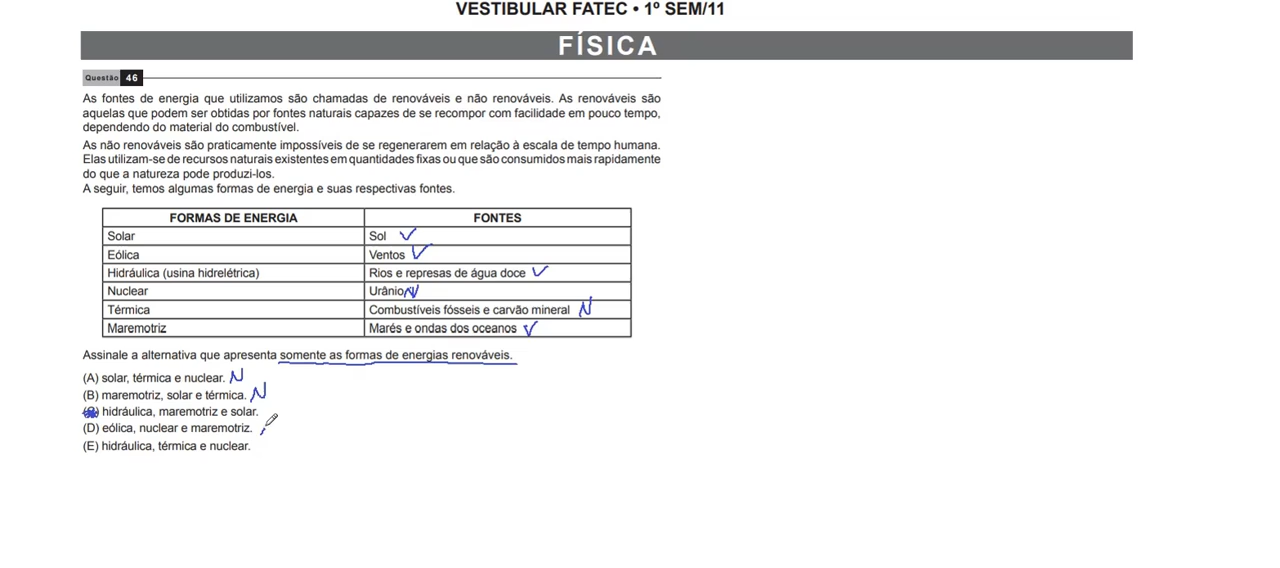 VESTIBULAR FATEC • 1º SEM/11
FÍSICA
Questão 46
As fontes de energia que utilizamos são chamadas de renováveis e não renováveis. As renováveis são
aquelas que podem ser obtidas por fontes naturais capazes de se recompor com facilidade em pouco tempo,
dependendo do material do combustível.
As não renováveis são praticamente impossíveis de se regenerarem em relação à escala de tempo humana.
Elas utilizam-se de recursos naturais existentes em quantidades fixas ou que são consumidos mais rapidamente
do que a natureza pode produzi-los.
A seguir, temos algumas formas de energia e suas respectivas fontes.
FORMAS DE ENERGIA FONTES
Solar Sol
Eólica Ventos
Hidráulica (usina hidrelétrica) Rios e represas de água doce
Nuclear Urânio N
Térmica Combustíveis fósseis e carvão mineral N
Maremotriz Marés e ondas dos oceanos
Assinale a alternativa que apresenta somente as formas de energias renováveis.
(A) solar, térmica e nuclear. N
(B) maremotriz, solar e térmica. N
(C) hidráulica, maremotriz e solar.
(D) eólica, nuclear e maremotriz.
(E) hidráulica, térmica e nuclear.